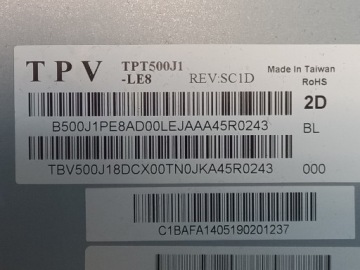 TPV TPT500J1
-LE8 REV:SC1D
Made In Taiwan
RoHS
2D
B500J1PE8AD00LEJAAA45R0243 BL
TBV500J18DCX00TN0JKA45R0243 000
C1BAFA1405190201237